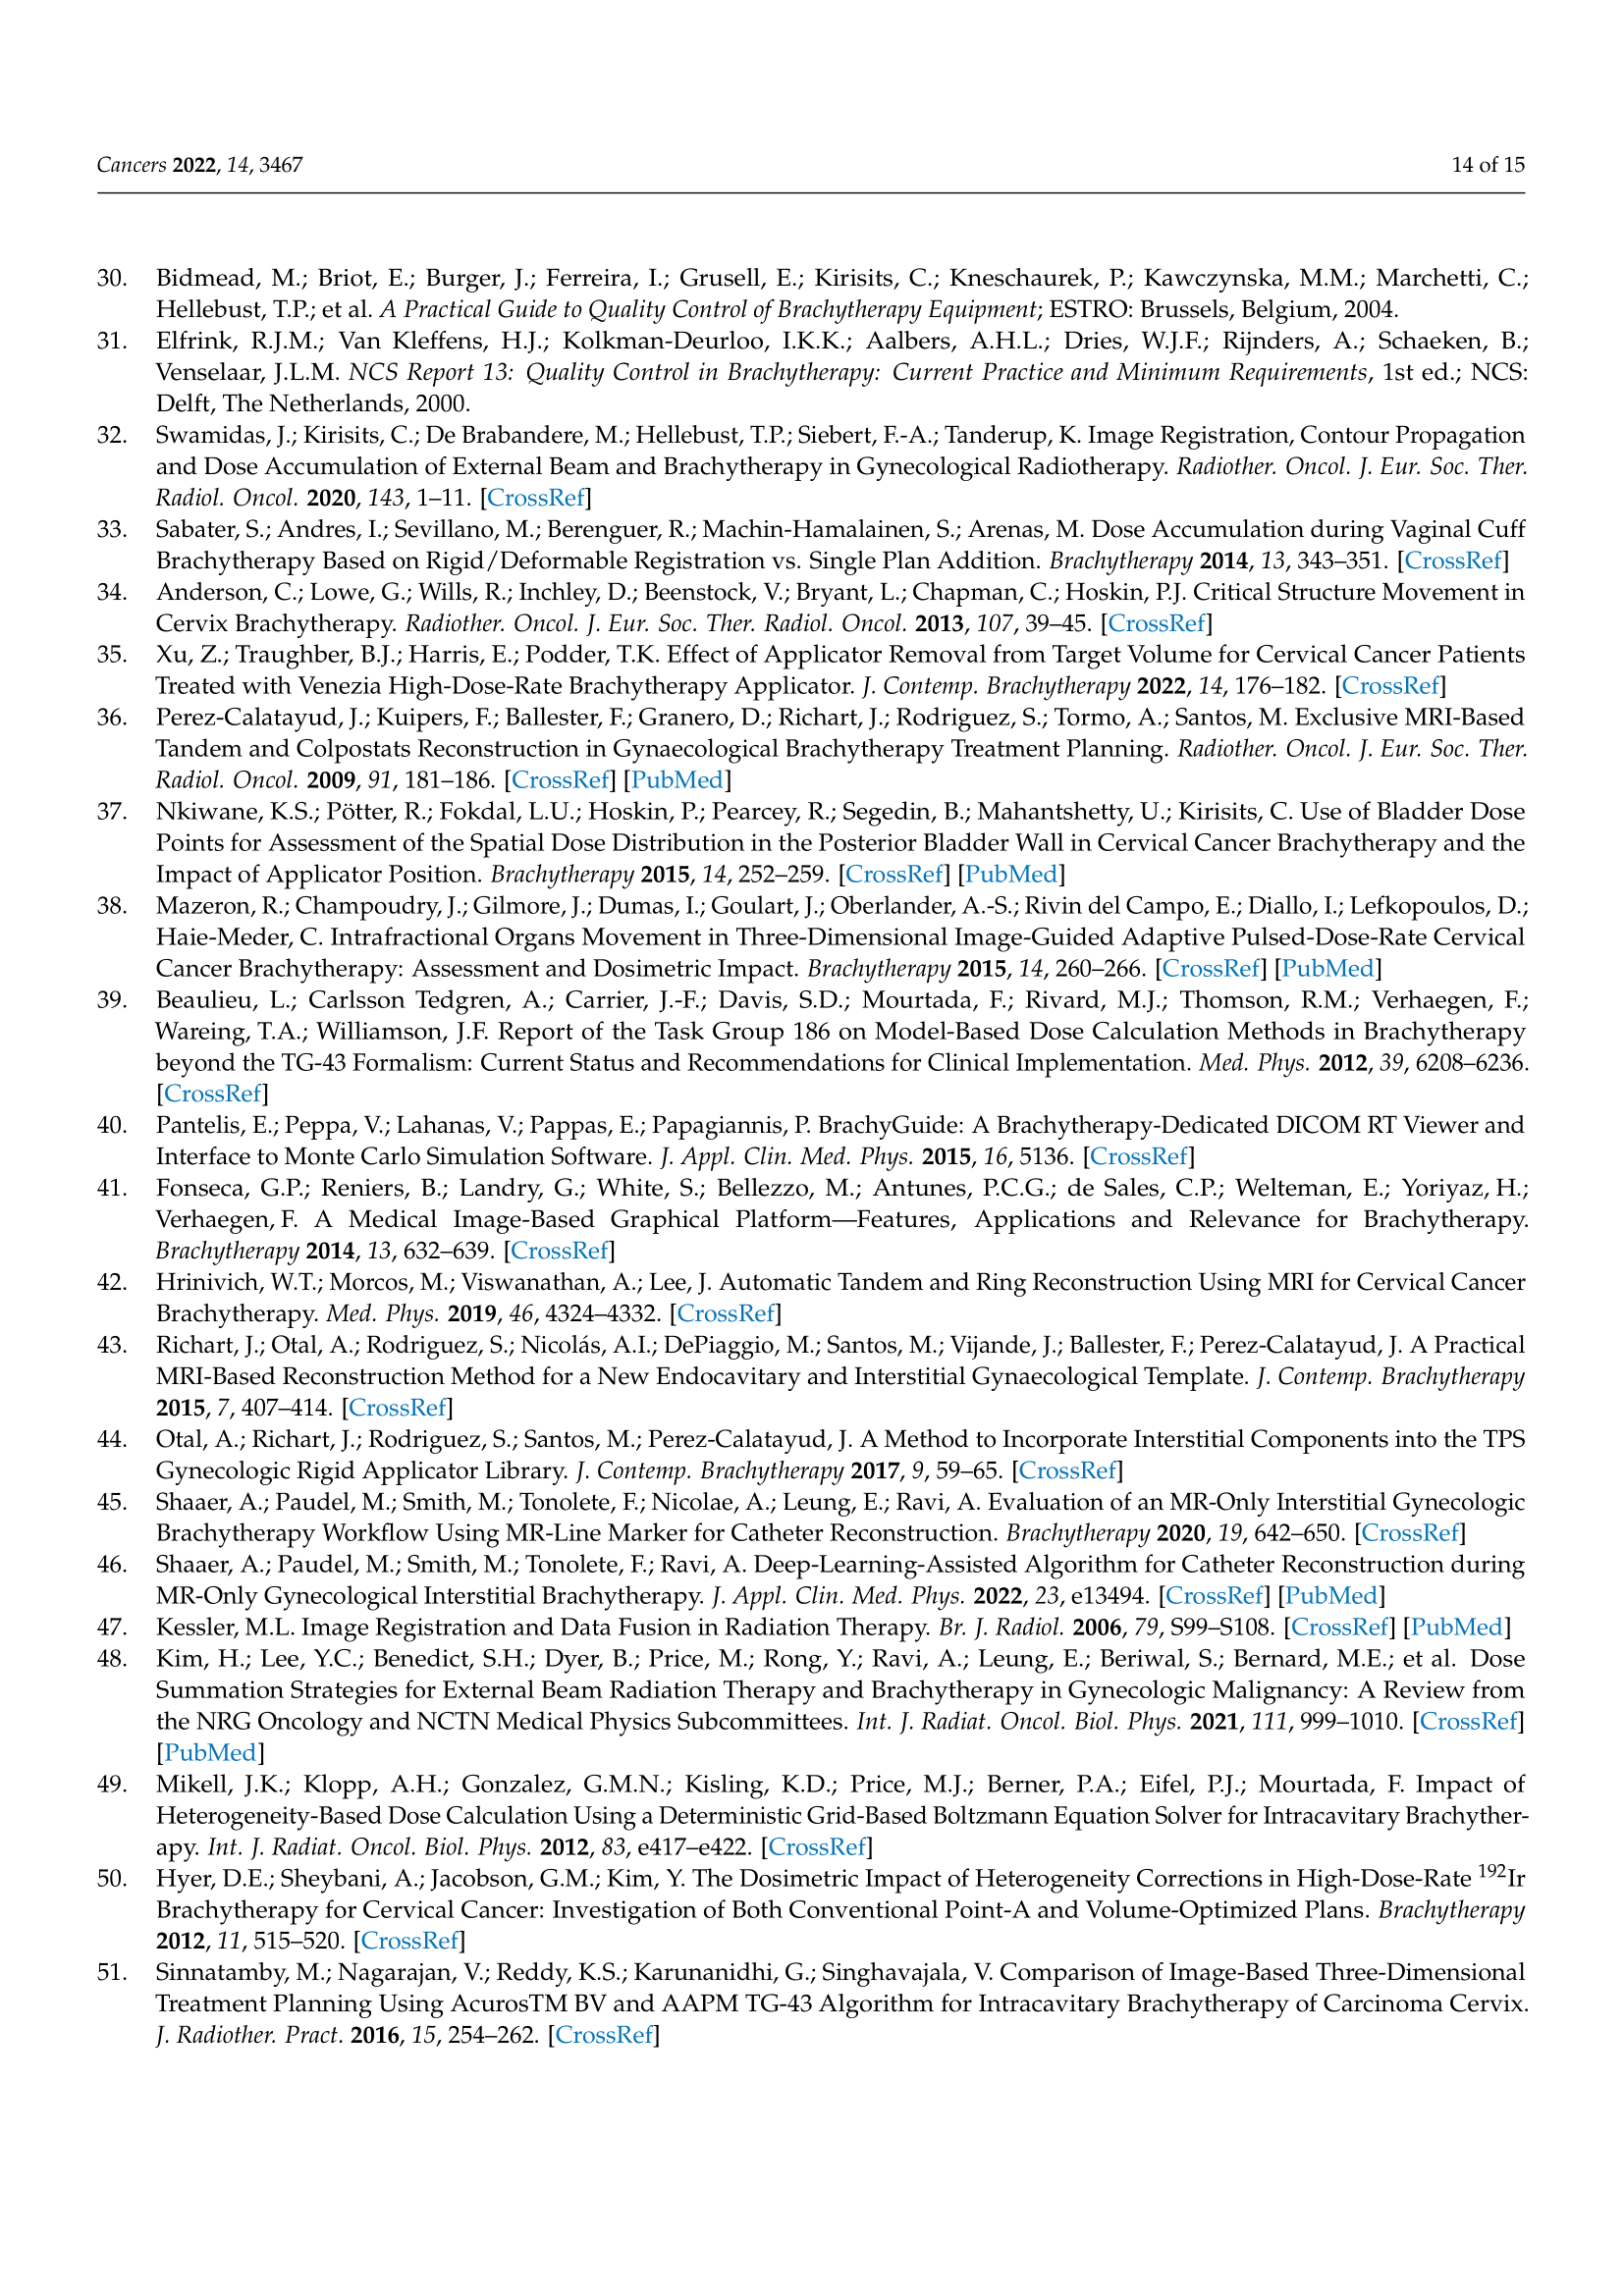 Cancers 2022, 14, 3467
14 of 15
30. Bidmead, M.; Briot, E.; Burger, J.; Ferreira, I.; Grusell, E.; Kirisits, C.; Kneschaurek, P.; Kawczynska, M.M.; Marchetti, C.;
Hellebust, T.P.; et al. A Practical Guide to Quality Control of Brachytherapy Equipment; ESTRO: Brussels, Belgium, 2004.
31. Elfrink, R.J.M.; Van Kleffens, H.J.; Kolkman-Deurloo, I.K.K.; Aalbers, A.H.L.; Dries, W.J.F.; Rijnders, A.; Schaeken, B.;
Venselaar, J.L.M. NCS Report 13: Quality Control in Brachytherapy: Current Practice and Minimum Requirements, 1st ed.; NCS:
Delft, The Netherlands, 2000.
32. Swamidas, J.; Kirisits, C.; De Brabandere, M.; Hellebust, T.P.; Siebert, F.-A.; Tanderup, K. Image Registration, Contour Propagation
and Dose Accumulation of External Beam and Brachytherapy in Gynecological Radiotherapy. Radiother. Oncol. J. Eur. Soc. Ther.
Radiol. Oncol. 2020, 143, 1–11. [CrossRef]
33. Sabater, S.; Andres, I.; Sevillano, M.; Berenguer, R.; Machin-Hamalainen, S.; Arenas, M. Dose Accumulation during Vaginal Cuff
Brachytherapy Based on Rigid/Deformable Registration vs. Single Plan Addition. Brachytherapy 2014, 13, 343–351. [CrossRef]
34. Anderson, C.; Lowe, G.; Wills, R.; Inchley, D.; Beenstock, V.; Bryant, L.; Chapman, C.; Hoskin, P.J. Critical Structure Movement in
Cervix Brachytherapy. Radiother. Oncol. J. Eur. Soc. Ther. Radiol. Oncol. 2013, 107, 39–45. [CrossRef]
35. Xu, Z.; Traughber, B.J.; Harris, E.; Podder, T.K. Effect of Applicator Removal from Target Volume for Cervical Cancer Patients
Treated with Venezia High-Dose-Rate Brachytherapy Applicator. J. Contemp. Brachytherapy 2022, 14, 176–182. [CrossRef]
36. Perez-Calatayud, J.; Kuipers, F.; Ballester, F.; Granero, D.; Richart, J.; Rodriguez, S.; Tormo, A.; Santos, M. Exclusive MRI-Based
Tandem and Colpostats Reconstruction in Gynaecological Brachytherapy Treatment Planning. Radiother. Oncol. J. Eur. Soc. Ther.
Radiol. Oncol. 2009, 91, 181–186. [CrossRef] [PubMed]
37. Nkiwane, K.S.; Pötter, R.; Fokdal, L.U.; Hoskin, P.; Pearcey, R.; Segedin, B.; Mahantshetty, U.; Kirisits, C. Use of Bladder Dose
Points for Assessment of the Spatial Dose Distribution in the Posterior Bladder Wall in Cervical Cancer Brachytherapy and the
Impact of Applicator Position. Brachytherapy 2015, 14, 252–259. [CrossRef] [PubMed]
38. Mazeron, R.; Champoudry, J.; Gilmore, J.; Dumas, I.; Goulart, J.; Oberlander, A.-S.; Rivin del Campo, E.; Diallo, I.; Lefkopoulos, D.;
Haie-Meder, C. Intrafractional Organs Movement in Three-Dimensional Image-Guided Adaptive Pulsed-Dose-Rate Cervical
Cancer Brachytherapy: Assessment and Dosimetric Impact. Brachytherapy 2015, 14, 260–266. [CrossRef] [PubMed]
39. Beaulieu, L.; Carlsson Tedgren, A.; Carrier, J.-F.; Davis, S.D.; Mourtada, F.; Rivard, M.J.; Thomson, R.M.; Verhaegen, F.;
Wareing, T.A.; Williamson, J.F. Report of the Task Group 186 on Model-Based Dose Calculation Methods in Brachytherapy
beyond the TG-43 Formalism: Current Status and Recommendations for Clinical Implementation. Med. Phys. 2012, 39, 6208–6236.
[CrossRef]
40. Pantelis, E.; Peppa, V.; Lahanas, V.; Pappas, E.; Papagiannis, P. BrachyGuide: A Brachytherapy-Dedicated DICOM RT Viewer and
Interface to Monte Carlo Simulation Software. J. Appl. Clin. Med. Phys. 2015, 16, 5136. [CrossRef]
41. Fonseca, G.P.; Reniers, B.; Landry, G.; White, S.; Bellezzo, M.; Antunes, P.C.G.; de Sales, C.P.; Welteman, E.; Yoriyaz, H.;
Verhaegen, F. A Medical Image-Based Graphical Platform—Features, Applications and Relevance for Brachytherapy.
Brachytherapy 2014, 13, 632–639. [CrossRef]
42. Hrinivich, W.T.; Morcos, M.; Viswanathan, A.; Lee, J. Automatic Tandem and Ring Reconstruction Using MRI for Cervical Cancer
Brachytherapy. Med. Phys. 2019, 46, 4324–4332. [CrossRef]
43. Richart, J.; Otal, A.; Rodriguez, S.; Nicolás, A.I.; DePiaggio, M.; Santos, M.; Vijande, J.; Ballester, F.; Perez-Calatayud, J. A Practical
MRI-Based Reconstruction Method for a New Endocavitary and Interstitial Gynaecological Template. J. Contemp. Brachytherapy
2015, 7, 407–414. [CrossRef]
44. Otal, A.; Richart, J.; Rodriguez, S.; Santos, M.; Perez-Calatayud, J. A Method to Incorporate Interstitial Components into the TPS
Gynecologic Rigid Applicator Library. J. Contemp. Brachytherapy 2017, 9, 59–65. [CrossRef]
45. Shaaer, A.; Paudel, M.; Smith, M.; Tonolete, F.; Nicolae, A.; Leung, E.; Ravi, A. Evaluation of an MR-Only Interstitial Gynecologic
Brachytherapy Workflow Using MR-Line Marker for Catheter Reconstruction. Brachytherapy 2020, 19, 642–650. [CrossRef]
46. Shaaer, A.; Paudel, M.; Smith, M.; Tonolete, F.; Ravi, A. Deep-Learning-Assisted Algorithm for Catheter Reconstruction during
MR-Only Gynecological Interstitial Brachytherapy. J. Appl. Clin. Med. Phys. 2022, 23, e13494. [CrossRef] [PubMed]
47. Kessler, M.L. Image Registration and Data Fusion in Radiation Therapy. Br. J. Radiol. 2006, 79, S99–S108. [CrossRef] [PubMed]
48. Kim, H.; Lee, Y.C.; Benedict, S.H.; Dyer, B.; Price, M.; Rong, Y.; Ravi, A.; Leung, E.; Beriwal, S.; Bernard, M.E.; et al. Dose
Summation Strategies for External Beam Radiation Therapy and Brachytherapy in Gynecologic Malignancy: A Review from
the NRG Oncology and NCTN Medical Physics Subcommittees. Int. J. Radiat. Oncol. Biol. Phys. 2021, 111, 999–1010. [CrossRef]
[PubMed]
49. Mikell, J.K.; Klopp, A.H.; Gonzalez, G.M.N.; Kisling, K.D.; Price, M.J.; Berner, P.A.; Eifel, P.J.; Mourtada, F. Impact of
Heterogeneity-Based Dose Calculation Using a Deterministic Grid-Based Boltzmann Equation Solver for Intracavitary Brachyther-
apy. Int. J. Radiat. Oncol. Biol. Phys. 2012, 83, e417–e422. [CrossRef]
50. Hyer, D.E.; Sheybani, A.; Jacobson, G.M.; Kim, Y. The Dosimetric Impact of Heterogeneity Corrections in High-Dose-Rate ¹⁹²Ir
Brachytherapy for Cervical Cancer: Investigation of Both Conventional Point-A and Volume-Optimized Plans. Brachytherapy
2012, 11, 515–520. [CrossRef]
51. Sinnatamby, M.; Nagarajan, V.; Reddy, K.S.; Karunanidhi, G.; Singhavajala, V. Comparison of Image-Based Three-Dimensional
Treatment Planning Using AcurosTM BV and AAPM TG-43 Algorithm for Intracavitary Brachytherapy of Carcinoma Cervix.
J. Radiother. Pract. 2016, 15, 254–262. [CrossRef]